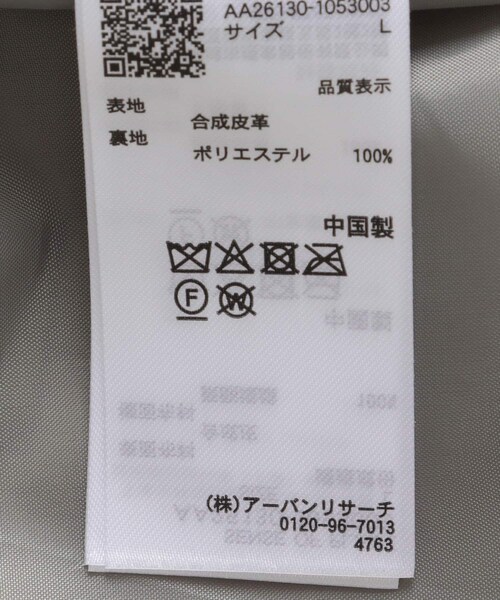 AA26130-1053003
サイズ L
品質表示
表地 合成皮革
裏地 ポリエステル 100%
中国製
F
W
(株)アーバンリサーチ
0120-96-7013
4763